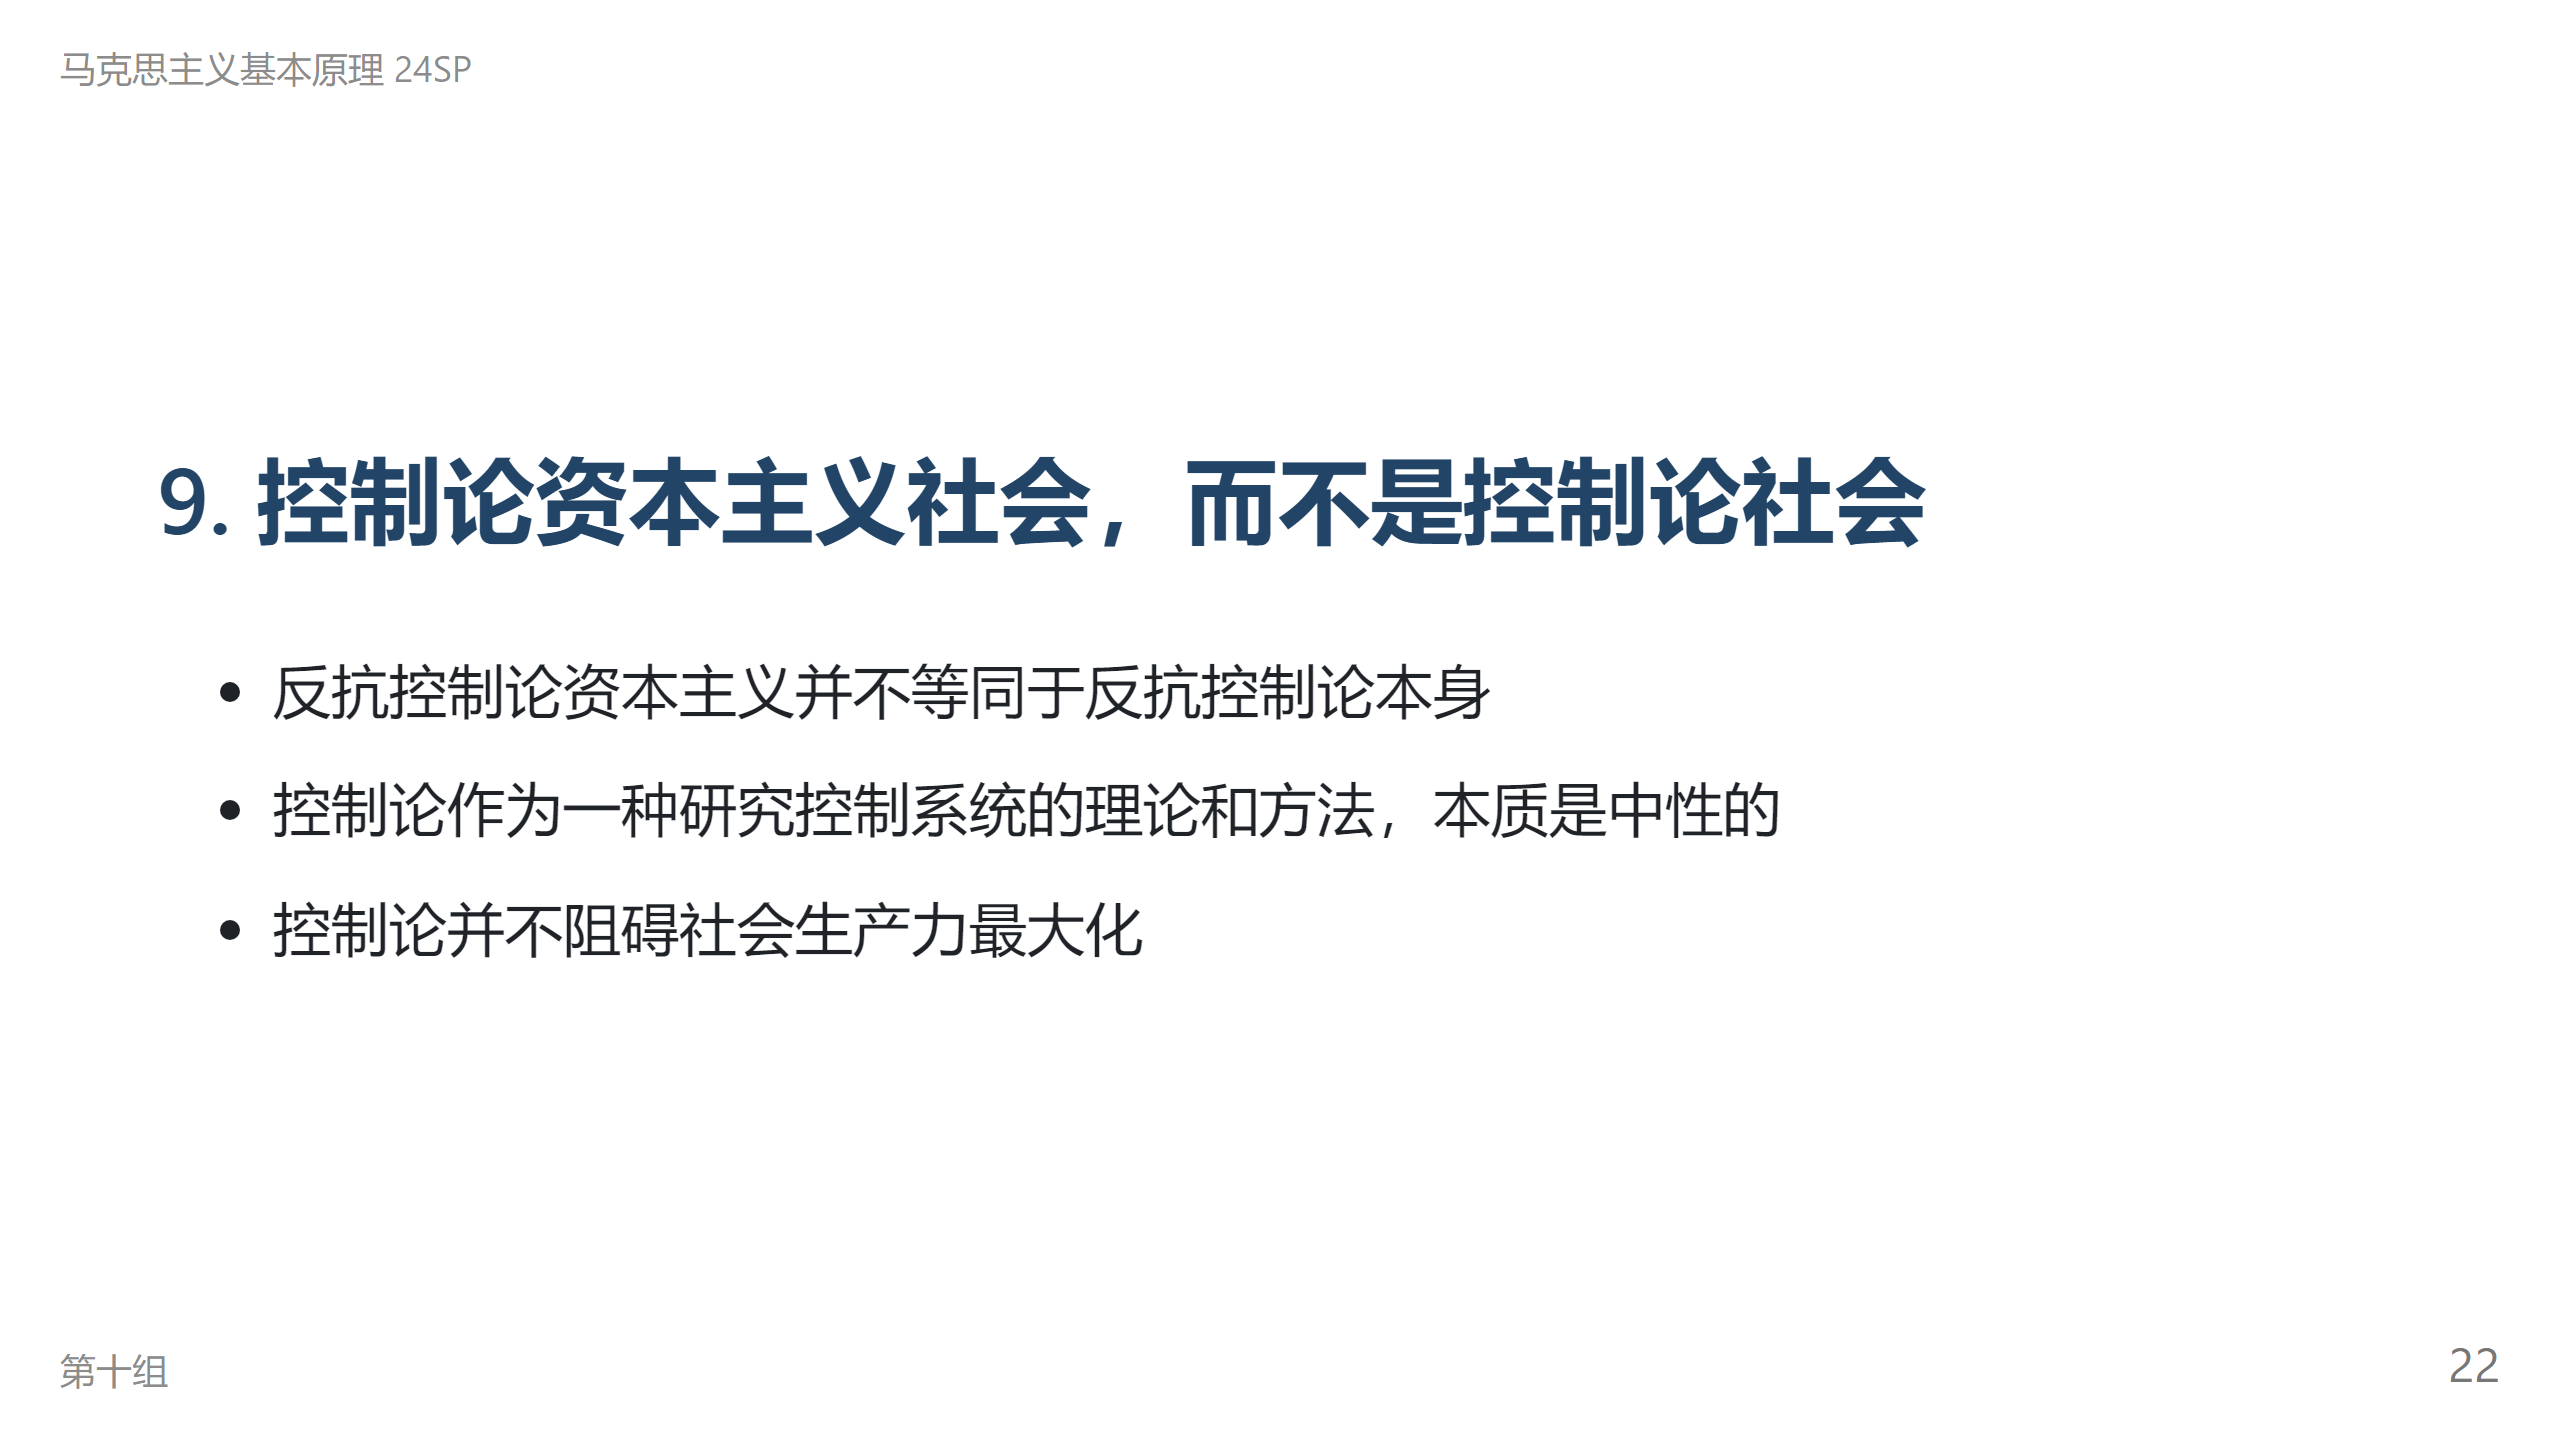 马克思主义基本原理 24SP
9. 控制论资本主义社会，而不是控制论社会
• 反抗控制论资本主义并不等同于反抗控制论本身
• 控制论作为一种研究控制系统的理论和方法，本质是中性的
• 控制论并不阻碍社会生产力最大化
第十组
22